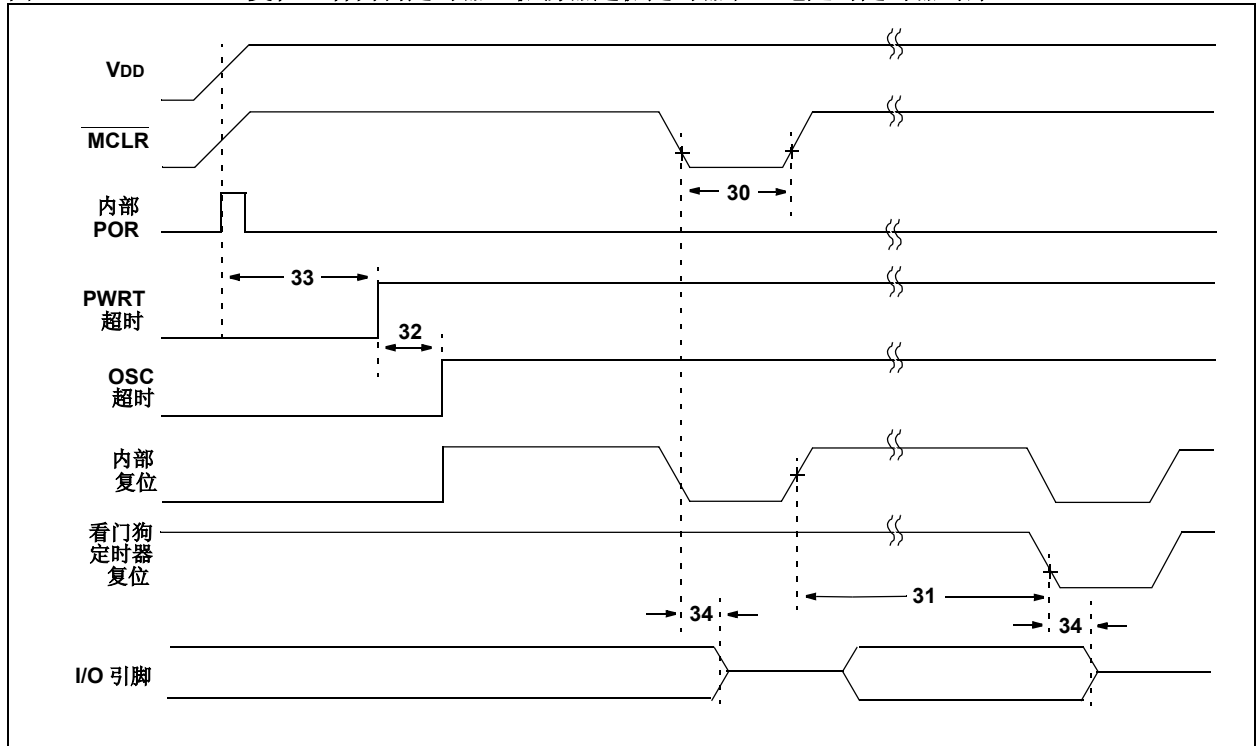 VDD
MCLR
30
内部
POR
33
PWRT
超时
32
OSC
超时
内部
复位
看门狗
定时器
复位
31
34
34
I/O 引脚